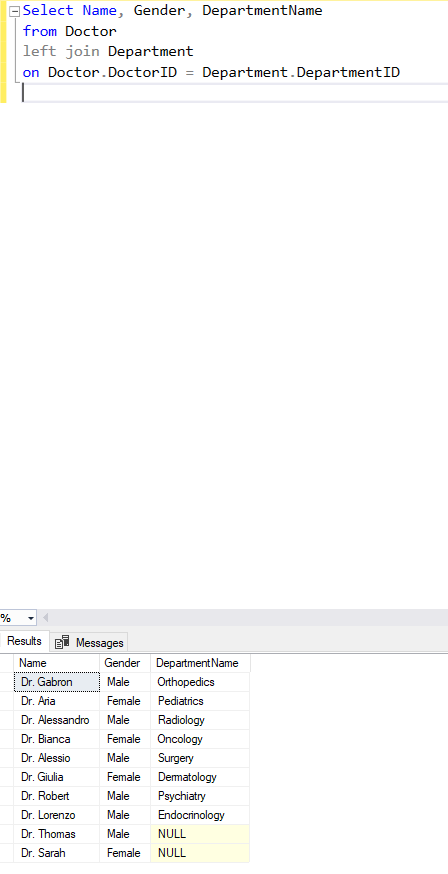 Select Name, Gender, DepartmentName
from Doctor
left join Department
on Doctor.DoctorID = Department.DepartmentID
%
Results Messages
Name Gender DepartmentName
Dr. Gabron Male Orthopedics
Dr. Aria Female Pediatrics
Dr. Alessandro Male Radiology
Dr. Bianca Female Oncology
Dr. Alessio Male Surgery
Dr. Giulia Female Dermatology
Dr. Robert Male Psychiatry
Dr. Lorenzo Male Endocrinology
Dr. Thomas Male NULL
Dr. Sarah Female NULL